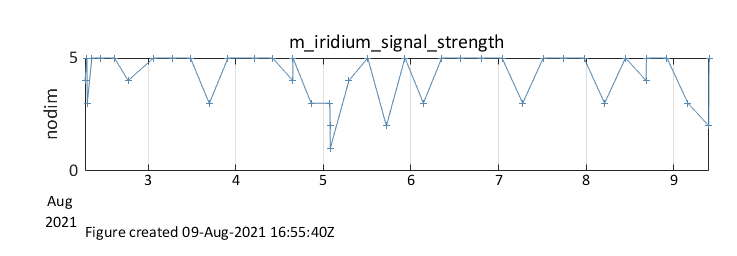 m_iridium_signal_strength
5
nodim
0
3 4 5 6 7 8 9
Aug
2021
Figure created 09-Aug-2021 16:55:40Z